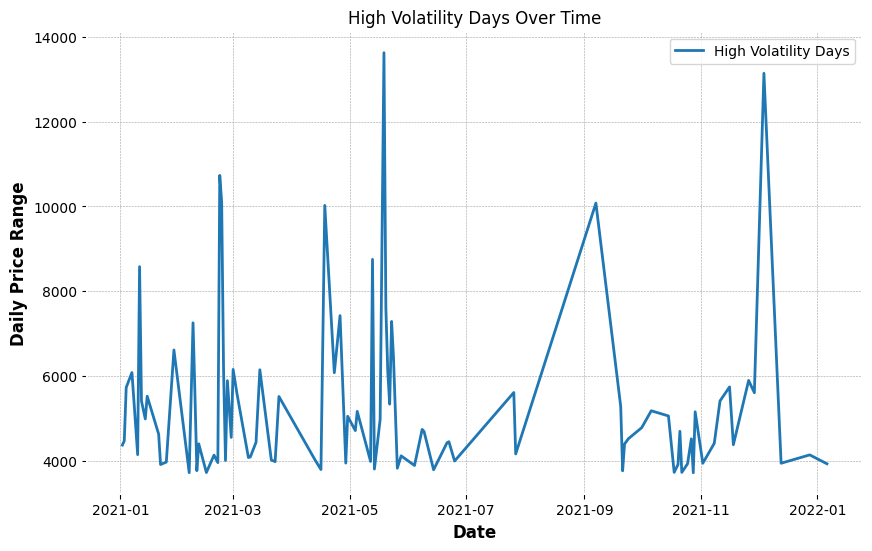 High Volatility Days Over Time
High Volatility Days
14000
12000
10000
8000
6000
4000
Daily Price Range
2021-01 2021-03 2021-05 2021-07 2021-09 2021-11 2022-01
Date